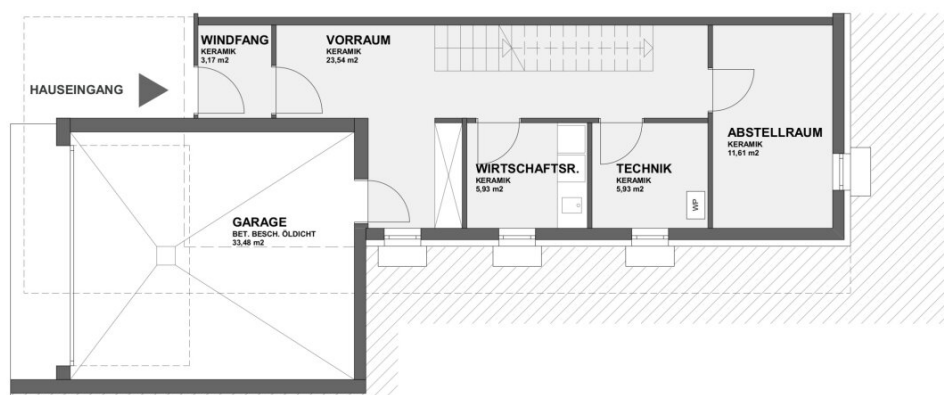 WINDFANG
KERAMIK
3,17 m2
VORRAUM
KERAMIK
23,54 m2
HAUSEINGANG
ABSTELLRAUM
KERAMIK
11,61 m2
WIRTSCHAFTSR.
KERAMIK
5,93 m2
TECHNIK
KERAMIK
5,93 m2
WP
GARAGE
BET. BESCH. ÖLDICHT
33,48 m2